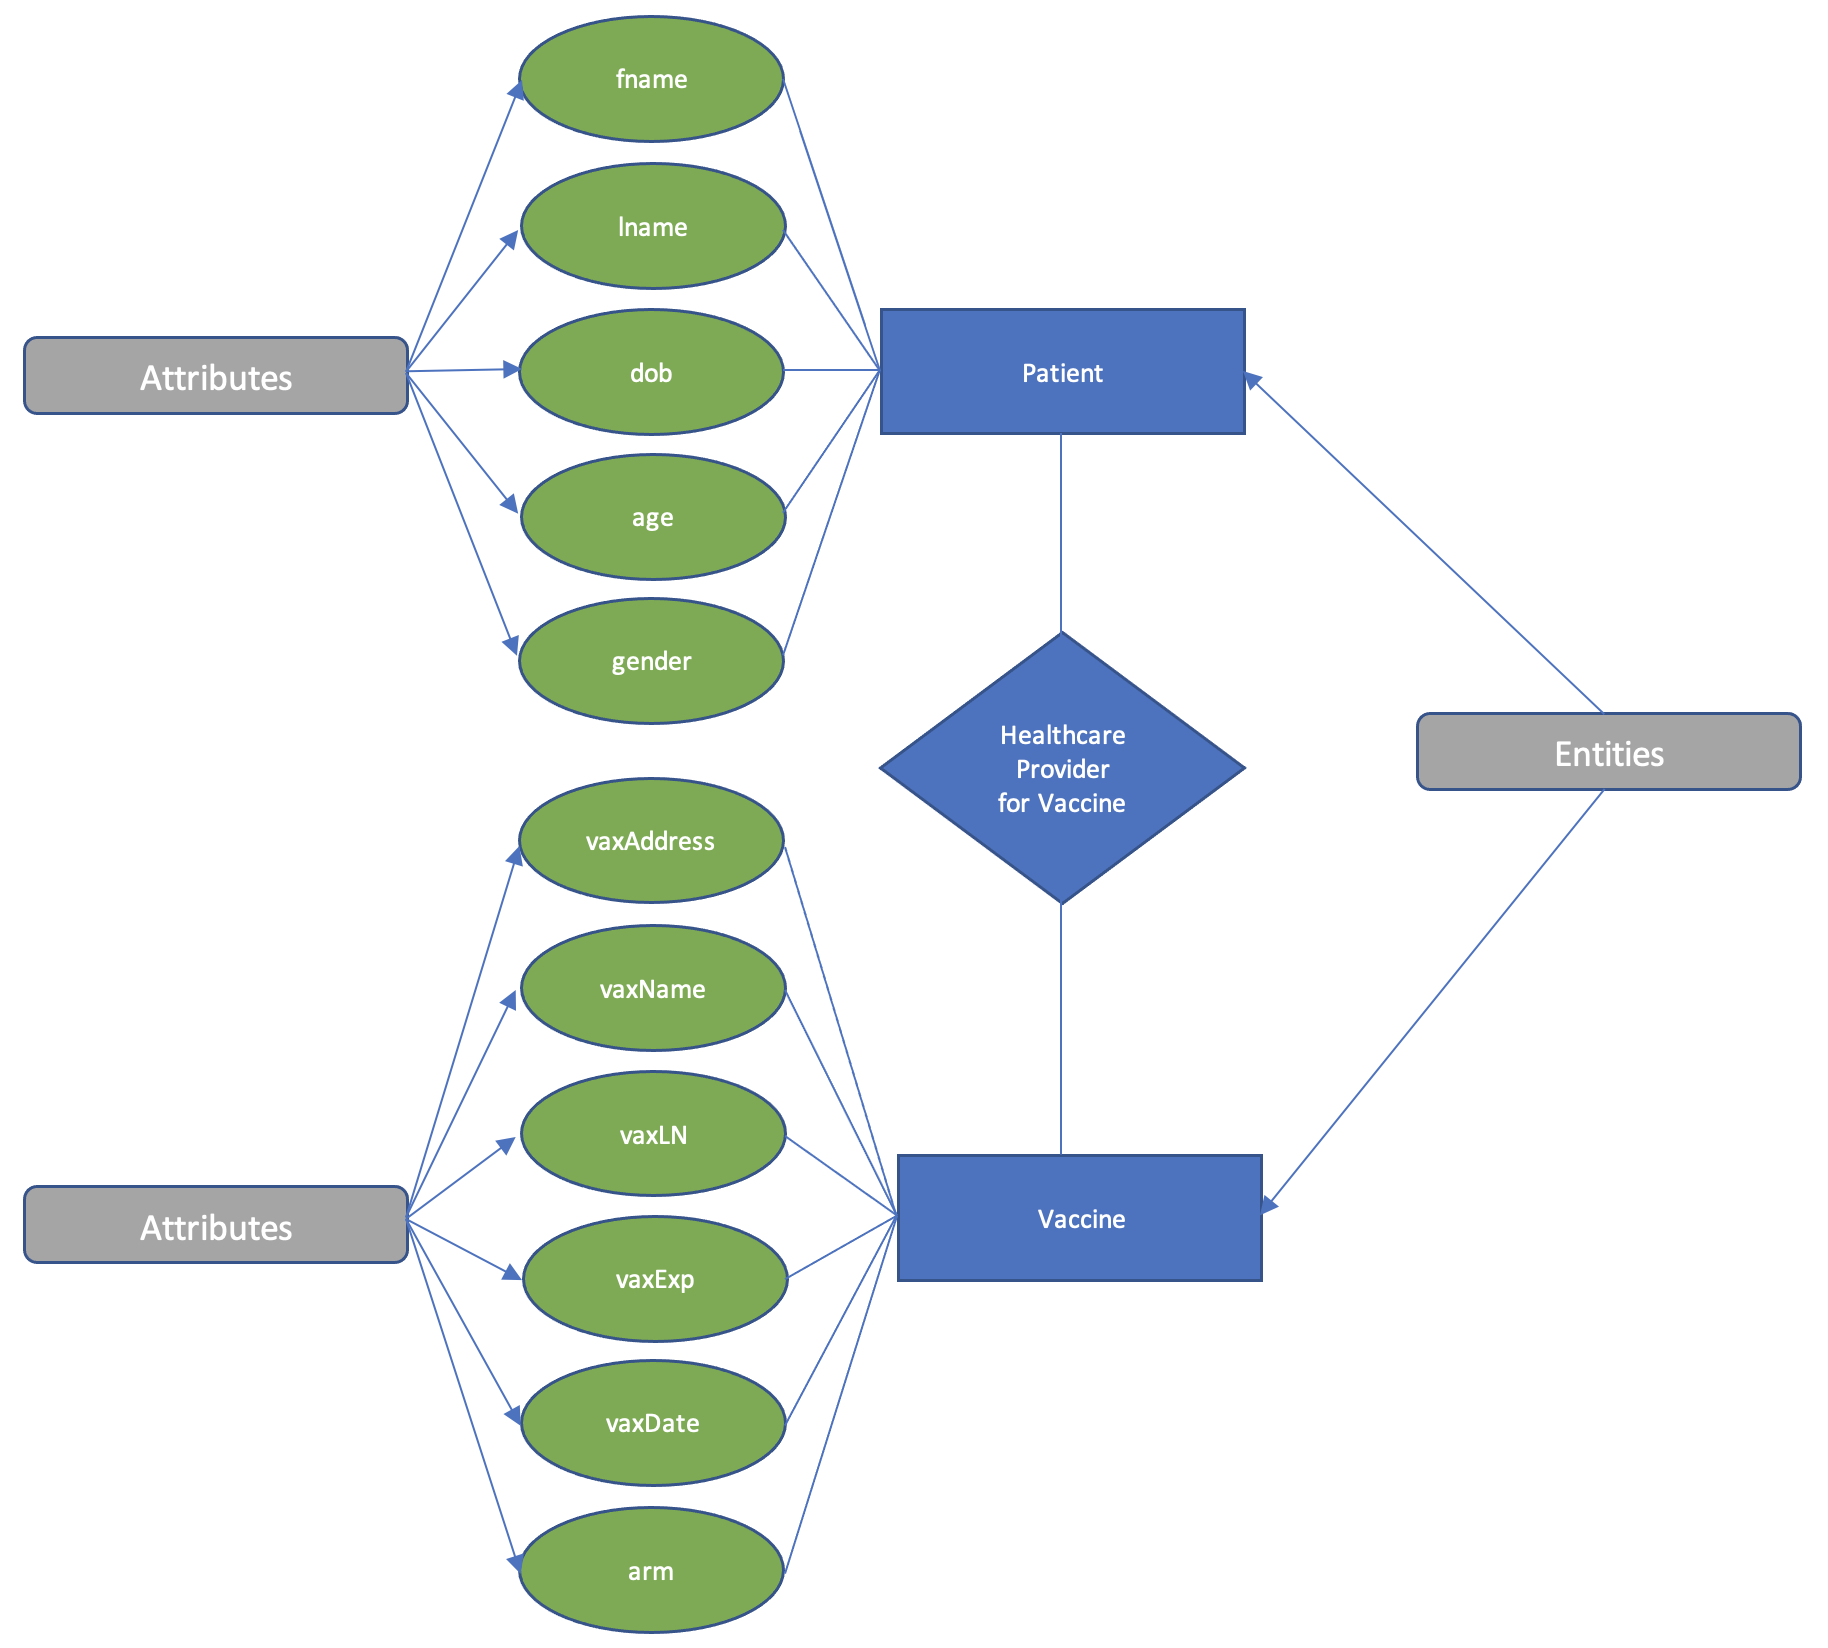 fname
lname
dob
age
gender
Attributes
Patient
Healthcare
Provider
for Vaccine
Entities
vaxAddress
vaxName
vaxLN
vaxExp
vaxDate
arm
Attributes
Vaccine